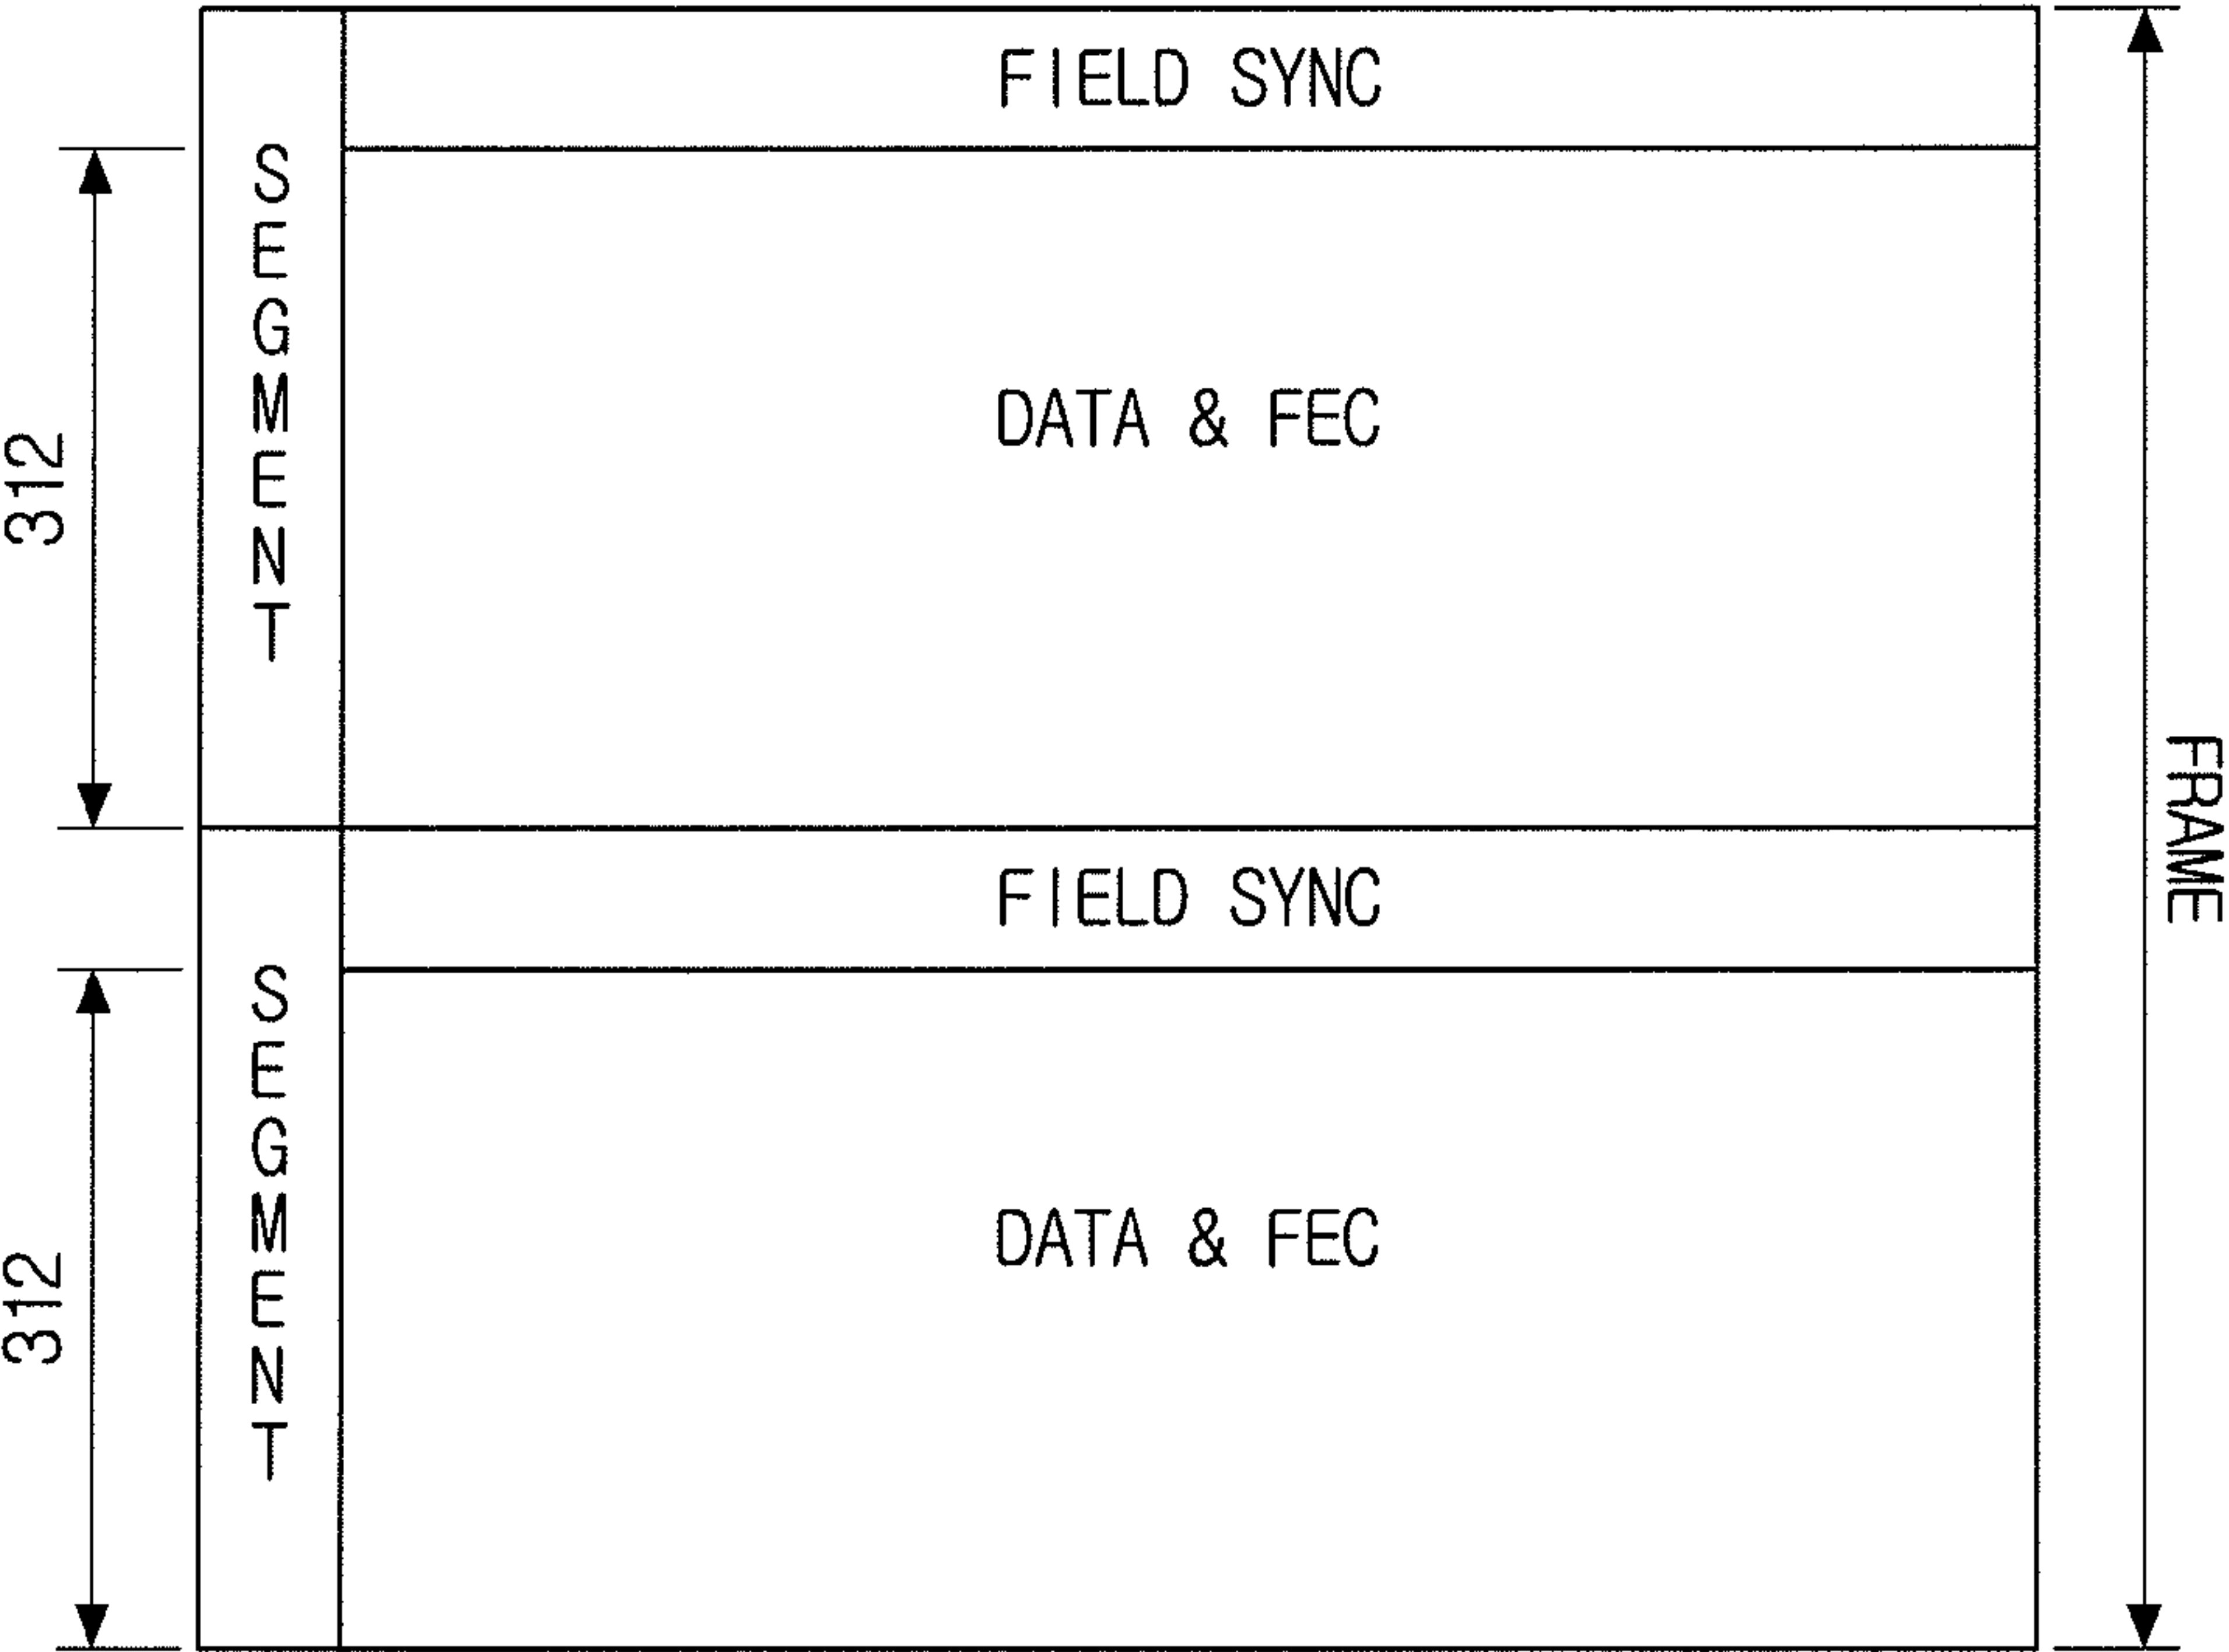 FIELD SYNC
SEGMENT
312
DATA & FEC
FRAME
FIELD SYNC
SEGMENT
312
DATA & FEC